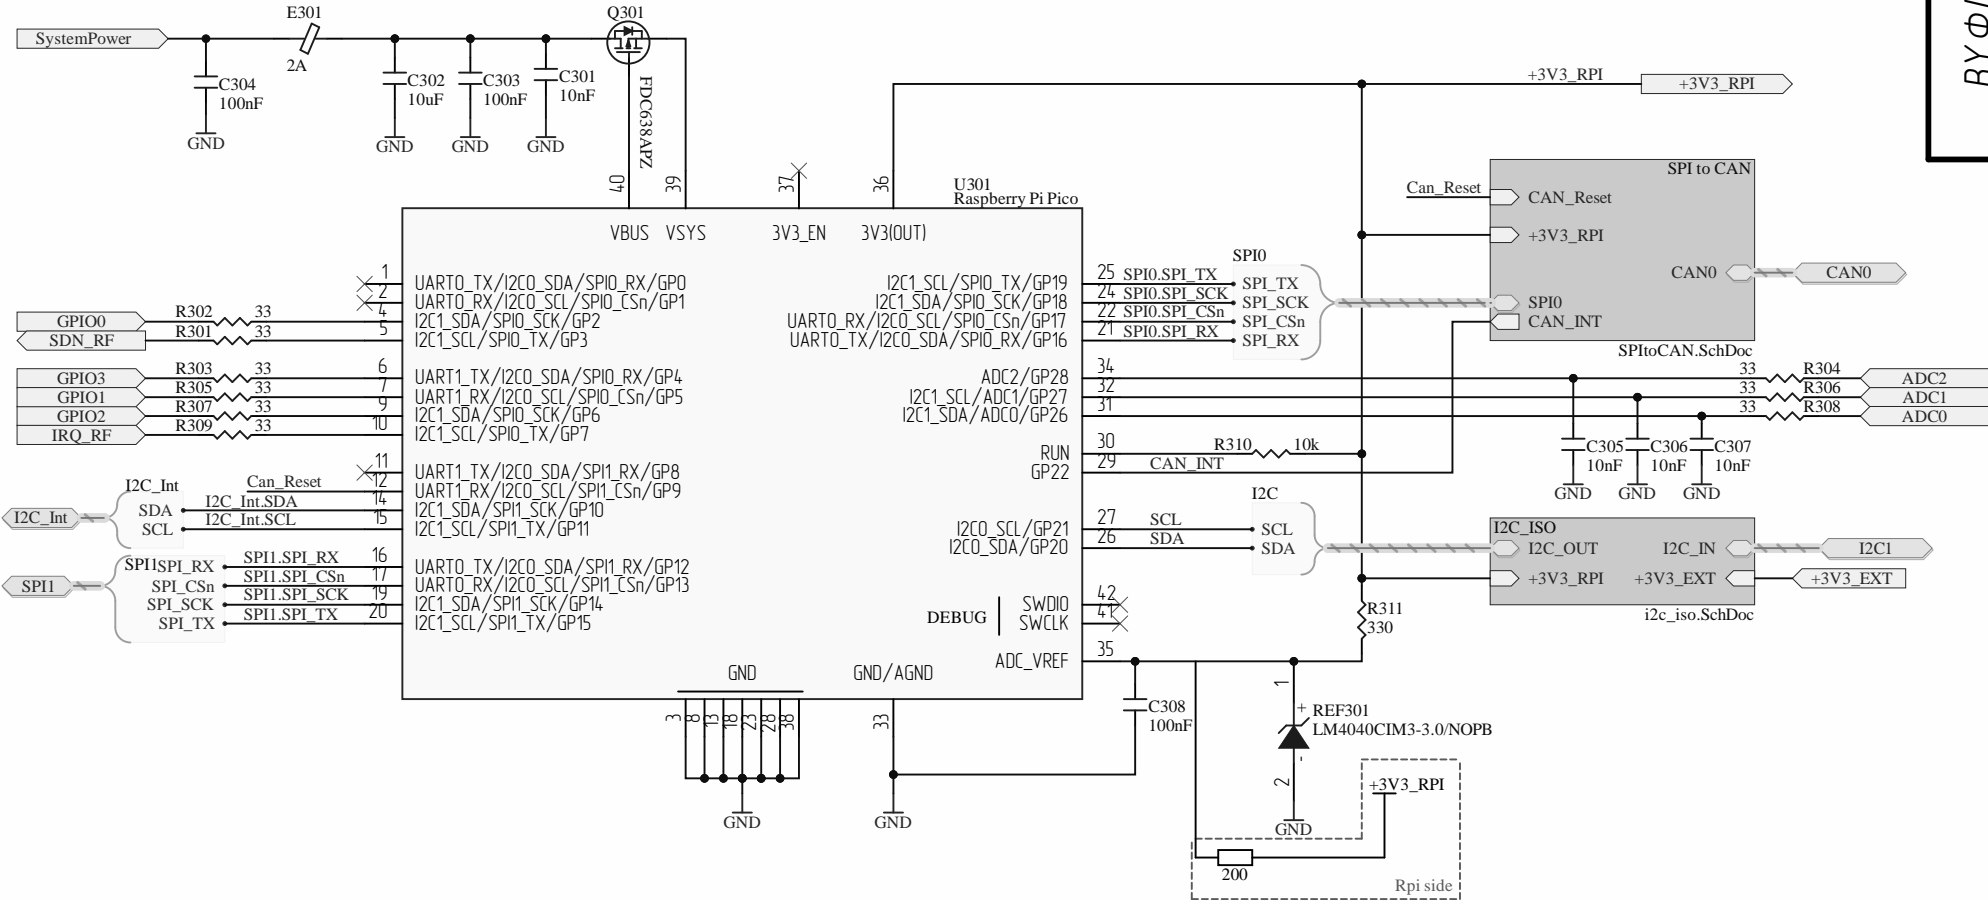 E301
Q301
SystemPower
2A
C304
100nF
C302
10uF
C303
100nF
C301
10nF
FDC638APZ
GND
GND
GND
GND
+3V3_RPI
+3V3_RPI
40
39
37
36
U301
Raspberry Pi Pico
VBUS
VSYS
3V3_EN
3V3(OUT)
SPI to CAN
Can_Reset
CAN_Reset
+3V3_RPI
CAN0
CAN0
SPI0
CAN_INT
SPItoCAN.SchDoc
1 UART0_TX/I2C0_SDA/SPI0_RX/GP0
2 UART0_RX/I2C0_SCL/SPI0_CSn/GP1
GPIO0 R302 33 4 I2C1_SDA/SPI0_SCK/GP2
SDN_RF R301 33 5 I2C1_SCL/SPI0_TX/GP3
GPIO3 R303 33 6 UART1_TX/I2C0_SDA/SPI0_RX/GP4
GPIO1 R305 33 7 UART1_RX/I2C0_SCL/SPI0_CSn/GP5
GPIO2 R307 33 9 I2C1_SDA/SPI0_SCK/GP6
IRQ_RF R309 33 10 I2C1_SCL/SPI0_TX/GP7
11 UART1_TX/I2C0_SDA/SPI1_RX/GP8
Can_Reset 12 UART1_RX/I2C0_SCL/SPI1_CSn/GP9
I2C_Int
I2C_Int
SDA I2C_Int.SDA 14 I2C1_SDA/SPI1_SCK/GP10
SCL I2C_Int.SCL 15 I2C1_SCL/SPI1_TX/GP11
SPI1
SPI1
SPI_RX SPI1.SPI_RX 16 UART0_TX/I2C0_SDA/SPI1_RX/GP12
SPI_CSn SPI1.SPI_CSn 17 UART0_RX/I2C0_SCL/SPI1_CSn/GP13
SPI_SCK SPI1.SPI_SCK 19 I2C1_SDA/SPI1_SCK/GP14
SPI_TX SPI1.SPI_TX 20 I2C1_SCL/SPI1_TX/GP15
SPI0
I2C1_SCL/SPI0_TX/GP19 25 SPI0.SPI_TX SPI_TX
I2C1_SDA/SPI0_SCK/GP18 24 SPI0.SPI_SCK SPI_SCK
UART0_RX/I2C0_SCL/SPI0_CSn/GP17 22 SPI0.SPI_CSn SPI_CSn
UART0_TX/I2C0_SDA/SPI0_RX/GP16 21 SPI0.SPI_RX SPI_RX
ADC2/GP28 34 33 R304 ADC2
I2C1_SCL/ADC1/GP27 32 33 R306 ADC1
I2C1_SDA/ADC0/GP26 31 33 R308 ADC0
RUN 30 R310 10k
GP22 29 CAN_INT
C305
10nF
C306
10nF
C307
10nF
GND
GND
GND
I2C
I2C0_SCL/GP21 27 SCL SCL
I2C0_SDA/GP20 26 SDA SDA
I2C_ISO
I2C_OUT
I2C_IN
I2C1
+3V3_RPI
+3V3_EXT
+3V3_EXT
i2c_iso.SchDoc
DEBUG
SWDIO 42
SWCLK 41
R311
330
ADC_VREF 35
GND
GND/AGND
3
8
13
18
23
28
38
33
C308
100nF
1
+ REF301
LM4040CIM3-3.0/NOPB
-
2
GND
GND
GND
+3V3_RPI
200
Rpi side